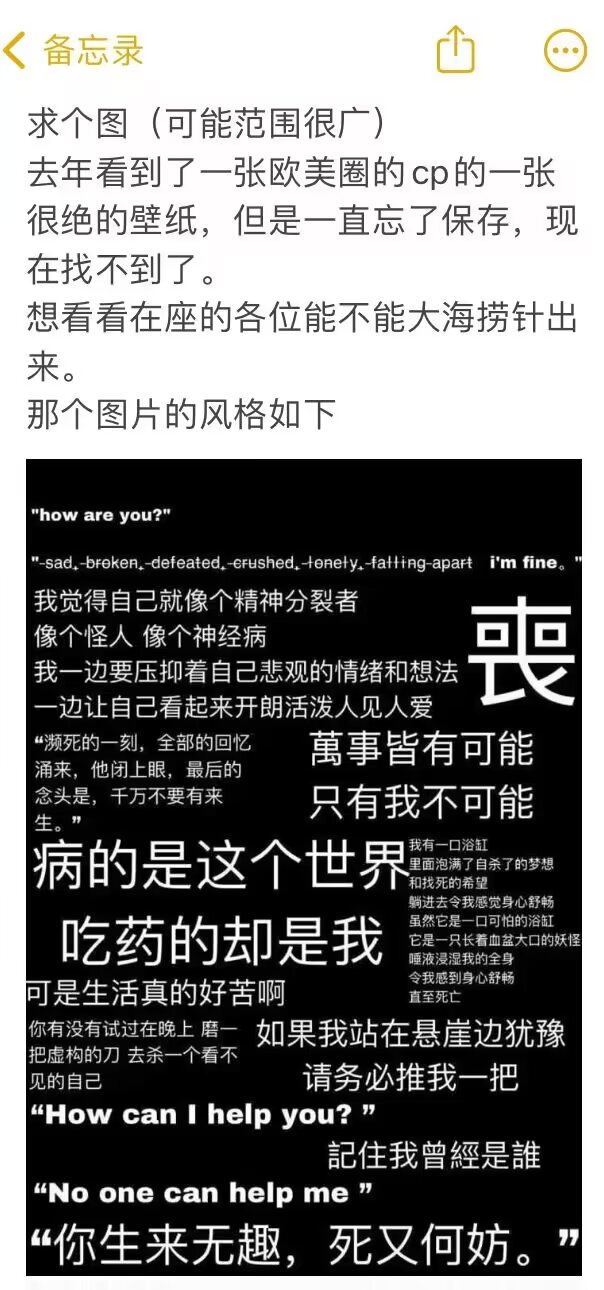 备忘录
求个图（可能范围很广）
去年看到了一张欧美圈的cp的一张
很绝的壁纸，但是一直忘了保存，现
在找不到了。
想看看在座的各位能不能大海捞针出
来。
那个图片的风格如下
"how are you?"
"-sad,-broken,-defeated,-crushed,-lonely,-falling-apart i'm fine。"
我觉得自己就像个精神分裂者
像个怪人 像个神经病
我一边要压抑着自己悲观的情绪和想法
一边让自己看起来开朗活泼人见人爱
喪
“濒死的一刻，全部的回忆
涌来，他闭上眼，最后的
念头是，千万不要有来
生。”
萬事皆有可能
只有我不可能
病的是这个世界
吃药的却是我
我有一口浴缸
里面泡满了自杀了的梦想
和找死的希望
躺进去令我感觉身心舒畅
虽然它是一口可怕的浴缸
它是一只长着血盆大口的妖怪
唾液浸湿我的全身
令我感到身心舒畅
直至死亡
可是生活真的好苦啊
你有没有试过在晚上 磨一
把虚构的刀 去杀一个看不
见的自己
如果我站在悬崖边犹豫
请务必推我一把
“How can I help you? ”
記住我曾經是誰
“No one can help me ”
“你生来无趣，死又何妨。”